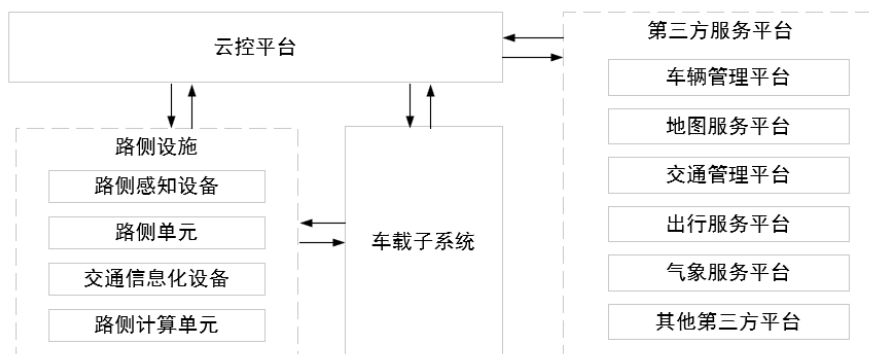 云控平台
第三方服务平台
车辆管理平台
地图服务平台
交通管理平台
出行服务平台
气象服务平台
其他第三方平台
路侧设施
路侧感知设备
路侧单元
交通信息化设备
路侧计算单元
车载子系统